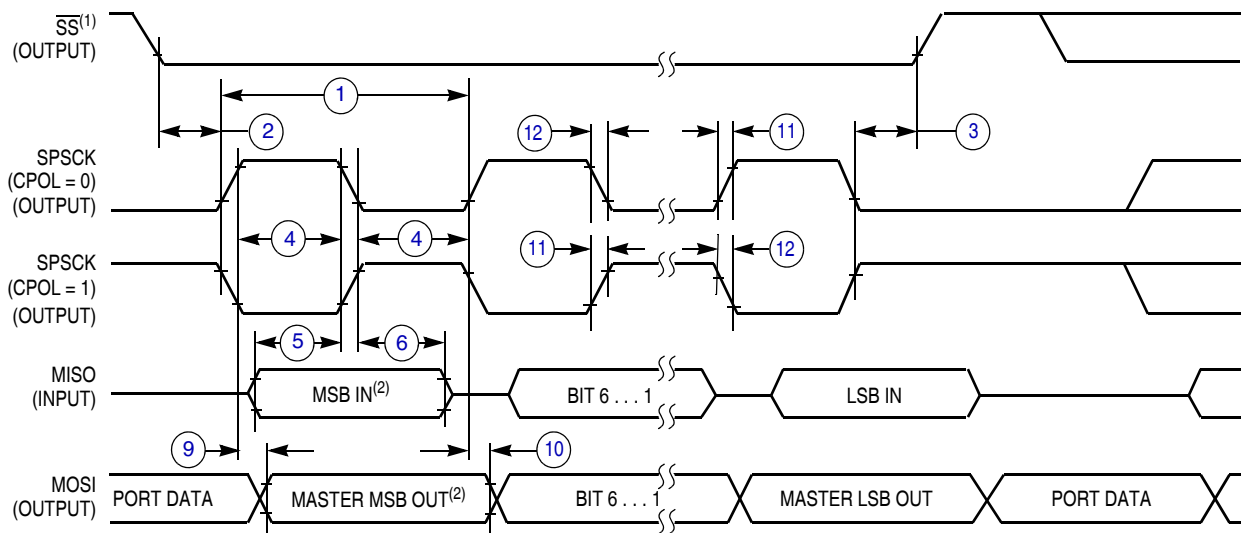 SS(1)
(OUTPUT)
1
2
12
11
3
SPSCK
(CPOL = 0)
(OUTPUT)
4
4
11
12
SPSCK
(CPOL = 1)
(OUTPUT)
5
6
MISO
(INPUT)
MSB IN(2)
BIT 6 . . . 1
LSB IN
9
10
MOSI
(OUTPUT)
PORT DATA
MASTER MSB OUT(2)
BIT 6 . . . 1
MASTER LSB OUT
PORT DATA